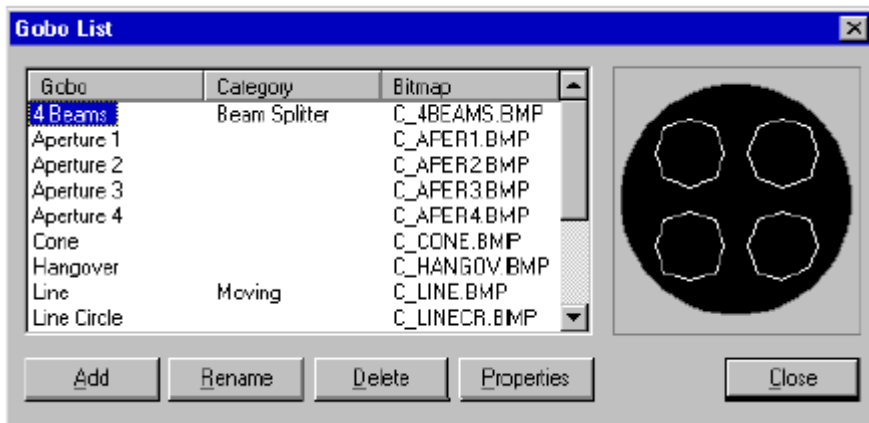 Gobo List
Gobo Category Bitmap
4 Beams Beam Splitter C_4BEAMS.BMP
Aperture 1 C_APER1.BMP
Aperture 2 C_APER2.BMP
Aperture 3 C_APER3.BMP
Aperture 4 C_APER4.BMP
Cone C_CONE.BMP
Hangover C_HANGOV.BMP
Line Moving C_LINE.BMP
Line Circle C_LINECR.BMP
Add Rename Delete Properties Close